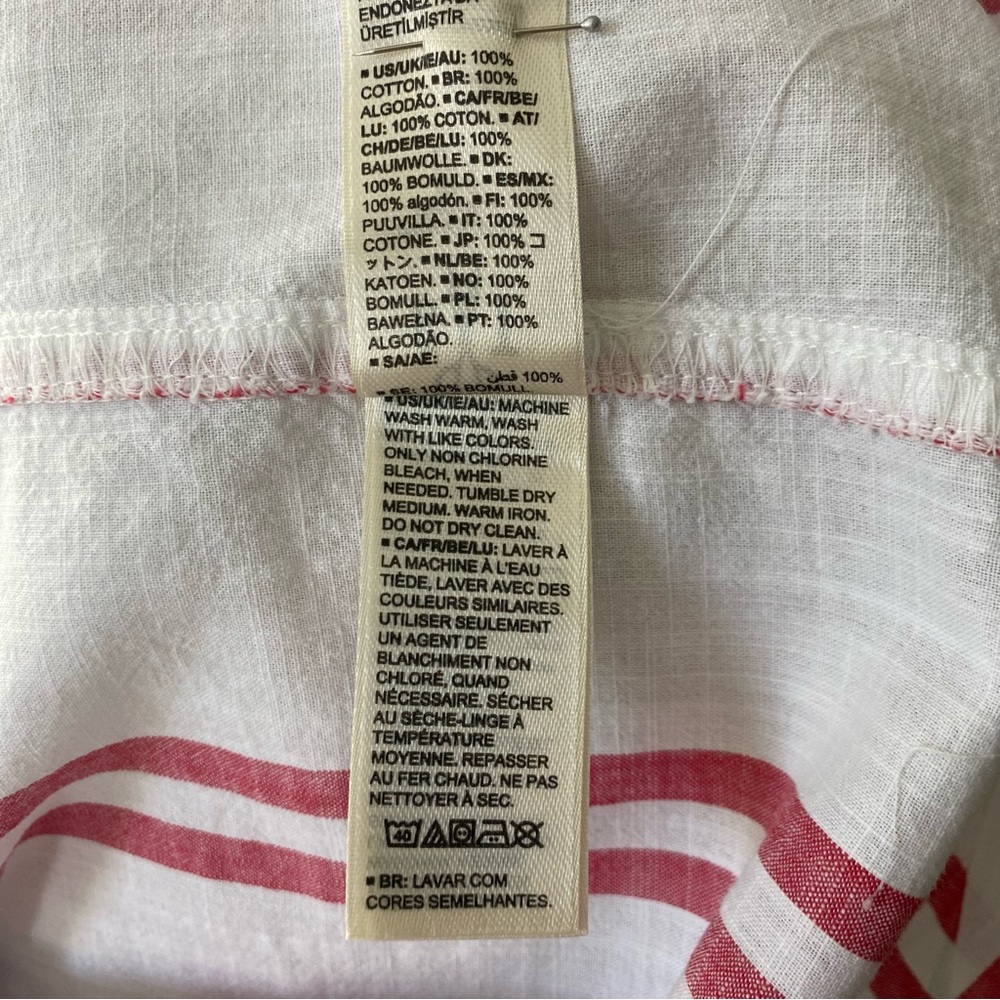 ENDONEZYA'DA
ÜRETİLMİŞTİR
▪ US/UK/IE/AU: 100%
COTTON. ▪ BR: 100%
ALGODÃO. ▪ CA/FR/BE/
LU: 100% COTON. ▪ AT/
CH/DE/BE/LU: 100%
BAUMWOLLE. ▪ DK:
100% BOMULD. ▪ ES/MX:
100% algodón. ▪ FI: 100%
PUUVILLA. ▪ IT: 100%
COTONE. ▪ JP: 100% コ
ットン. ▪ NL/BE: 100%
KATOEN. ▪ NO: 100%
BOMULL. ▪ PL: 100%
BAWEŁNA. ▪ PT: 100%
ALGODÃO.
▪ SA/AE:
100% قطن
▪ SE: 100% BOMULL
▪ US/UK/IE/AU: MACHINE
WASH WARM, WASH
WITH LIKE COLORS.
ONLY NON CHLORINE
BLEACH, WHEN
NEEDED. TUMBLE DRY
MEDIUM. WARM IRON.
DO NOT DRY CLEAN.
▪ CA/FR/BE/LU: LAVER À
LA MACHINE À L'EAU
TIÈDE, LAVER AVEC DES
COULEURS SIMILAIRES.
UTILISER SEULEMENT
UN AGENT DE
BLANCHIMENT NON
CHLORÉ, QUAND
NÉCESSAIRE. SÉCHER
AU SÈCHE-LINGE À
TEMPÉRATURE
MOYENNE. REPASSER
AU FER CHAUD. NE PAS
NETTOYER À SEC.
40
▪ BR: LAVAR COM
CORES SEMELHANTES.